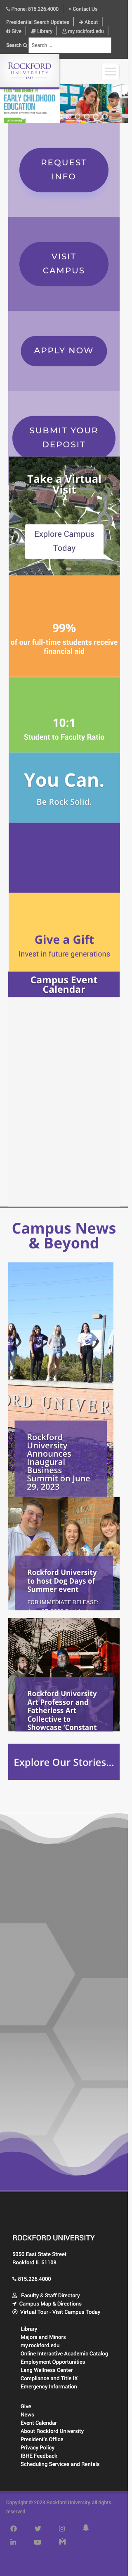 Phone: 815.226.4000
Contact Us
Presidential Search Updates
About
Give
Library
my.rockford.edu
Search
Search ...
ROCKFORD
UNIVERSITY
EARLY CHILDHOOD
EDUCATION
REQUEST
INFO
VISIT
CAMPUS
APPLY NOW
SUBMIT YOUR
DEPOSIT
Take a Virtual
Visit
Explore Campus
Today
99%
of our full-time students receive
financial aid
10:1
Student to Faculty Ratio
You Can.
Be Rock Solid.
Give a Gift
Invest in future generations
Campus Event
Calendar
Campus News
& Beyond
Rockford
University
Announces
Inaugural
Business
Summit on June
29, 2023
Rockford University
to host Dog Days of
Summer event
FOR IMMEDIATE RELEASE:
Rockford University
Art Professor and
Fatherless Art
Collective to
Showcase 'Constant
Explore Our Stories...
ROCKFORD UNIVERSITY
5050 East State Street
Rockford IL 61108
815.226.4000
Faculty & Staff Directory
Campus Map & Directions
Virtual Tour - Visit Campus Today
Library
Majors and Minors
my.rockford.edu
Online Interactive Academic Catalog
Employment Opportunities
Lang Wellness Center
Compliance and Title IX
Emergency Information
Give
News
Event Calendar
About Rockford University
President's Office
Privacy Policy
IBHE Feedback
Scheduling Services and Rentals
Copyright © 2023 Rockford University, all rights
reserved